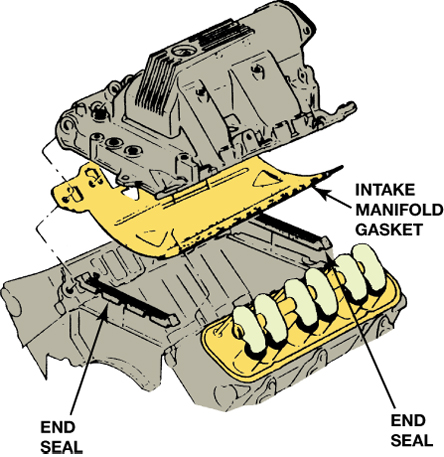 INTAKE
MANIFOLD
GASKET
END
SEAL
END
SEAL